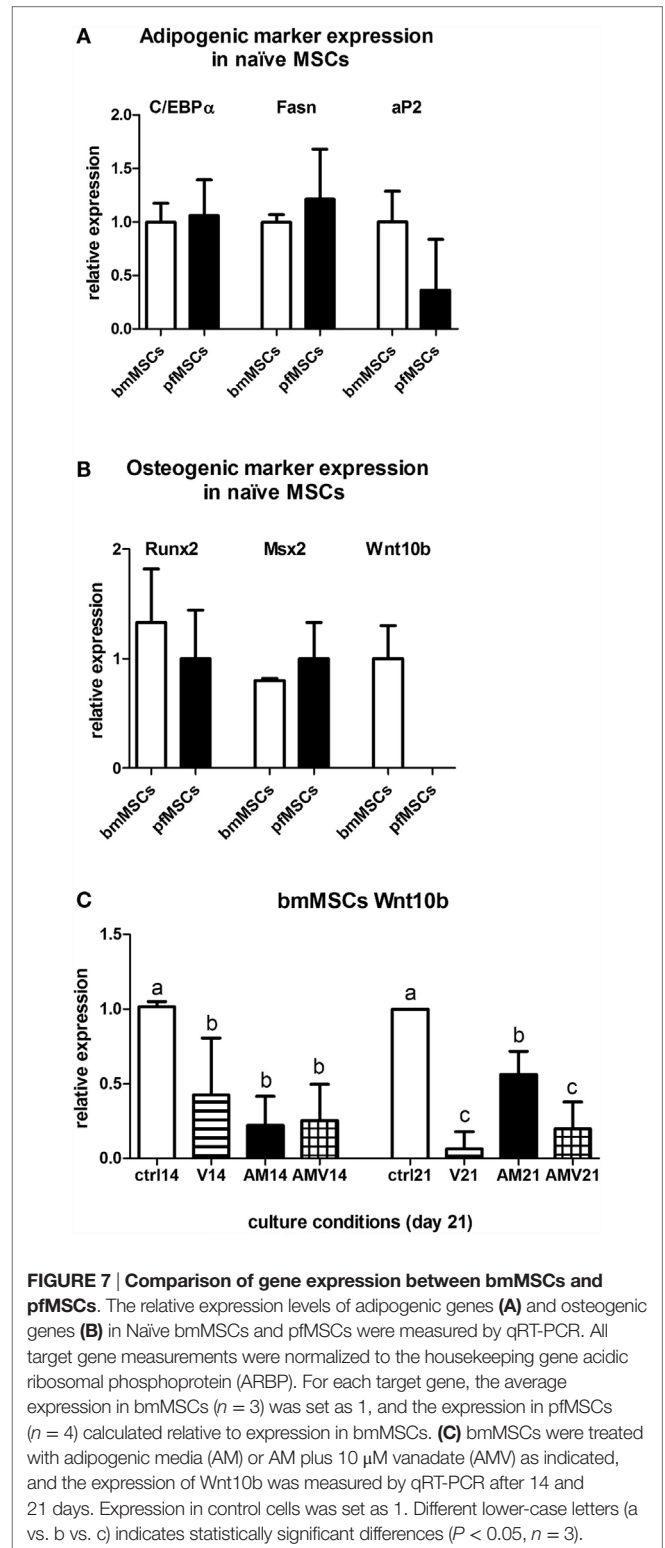 A Adipogenic marker expression
in naïve MSCs
C/EBPα Fasn aP2
2.0
1.5
1.0
0.5
0.0
relative expression
bmMSCs pfMSCs bmMSCs pfMSCs bmMSCs pfMSCs
B Osteogenic marker expression
in naïve MSCs
Runx2 Msx2 Wnt10b
2
1
0
relative expression
bmMSCs pfMSCs bmMSCs pfMSCs bmMSCs pfMSCs
C bmMSCs Wnt10b
1.5
1.0
0.5
0.0
relative expression
a b b b a c b c
ctrl14 V14 AM14 AMV14 ctrl21 V21 AM21 AMV21
culture conditions (day 21)
FIGURE 7 | Comparison of gene expression between bmMSCs and
pfMSCs. The relative expression levels of adipogenic genes (A) and osteogenic
genes (B) in Naïve bmMSCs and pfMSCs were measured by qRT-PCR. All
target gene measurements were normalized to the housekeeping gene acidic
ribosomal phosphoprotein (ARBP). For each target gene, the average
expression in bmMSCs (n = 3) was set as 1, and the expression in pfMSCs
(n = 4) calculated relative to expression in bmMSCs. (C) bmMSCs were treated
with adipogenic media (AM) or AM plus 10 μM vanadate (AMV) as indicated,
and the expression of Wnt10b was measured by qRT-PCR after 14 and
21 days. Expression in control cells was set as 1. Different lower-case letters (a
vs. b vs. c) indicates statistically significant differences (P < 0.05, n = 3).